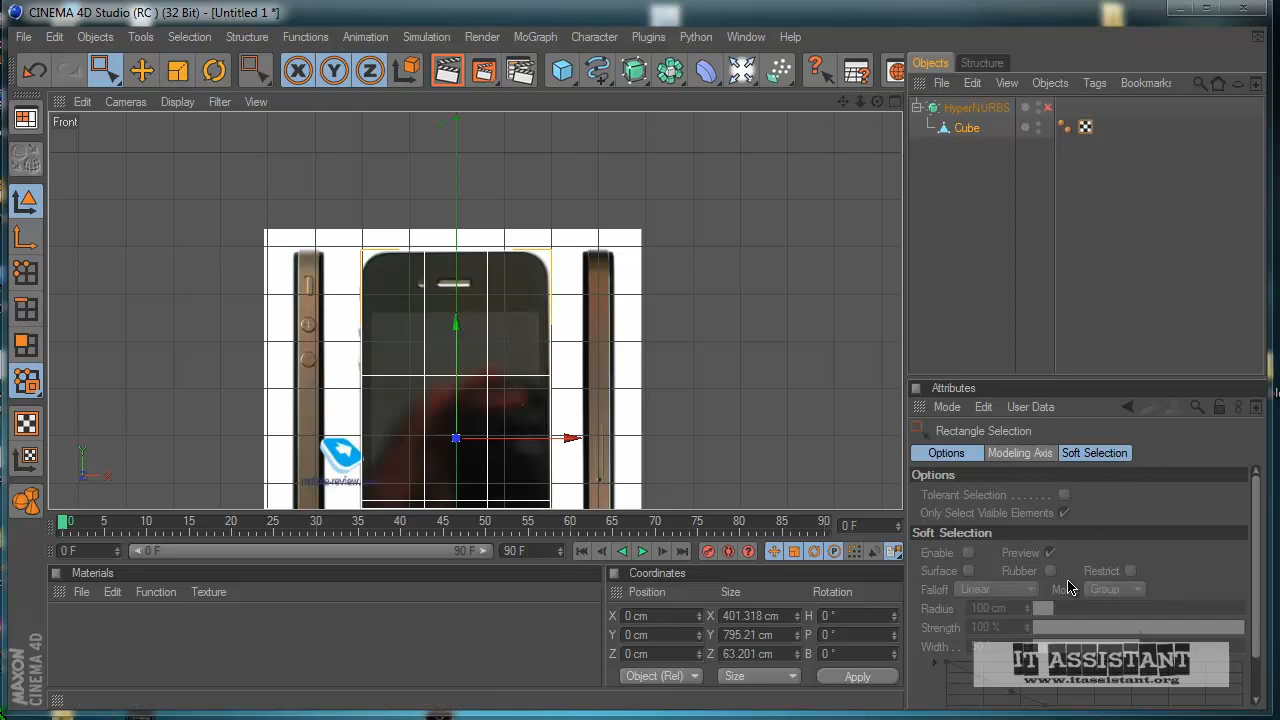 CINEMA 4D Studio (RC ) (32 Bit) - [Untitled 1 *]
File Edit Objects Tools Selection Structure Functions Animation Simulation Render MoGraph Character Plugins Python Window Help
X Y Z
Edit Cameras Display Filter View
Front
Y
X
0 5 10 15 20 25 30 35 40 45 50 55 60 65 70 75 80 85 90 0 F
0 F 0 F 90 F 90 F
Materials
File Edit Function Texture
Coordinates
Position Size Rotation
X 0 cm X 401.318 cm H 0 °
Y 0 cm Y 795.21 cm P 0 °
Z 0 cm Z 63.201 cm B 0 °
Object (Rel) Size Apply
MAXON
CINEMA 4D
Objects Structure
File Edit View Objects Tags Bookmarks
HyperNURBS
Cube
Attributes
Mode Edit User Data
Rectangle Selection
Options Modeling Axis Soft Selection
Options
Tolerant Selection . . . . . . .
Only Select Visible Elements
Soft Selection
Enable Preview
Surface Rubber Restrict
Falloff Linear Group
Radius 100 cm
Strength 100 %
Width . .
IT ASSISTANT
www.itassistant.org